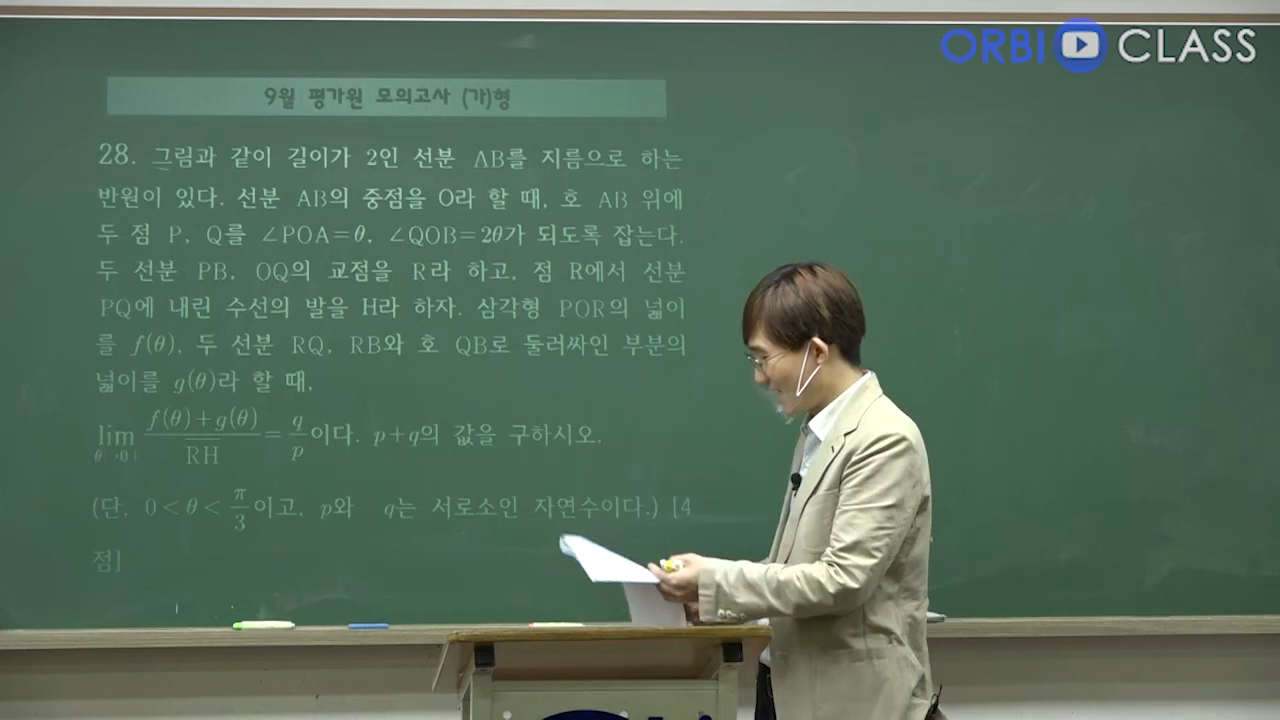 ORBI CLASS
9월 평가원 모의고사 (가)형
28. 그림과 같이 길이가 2인 선분 AB를 지름으로 하는
반원이 있다. 선분 AB의 중점을 O라 할 때, 호 AB 위에
두 점 P, Q를 ∠POA=θ, ∠QOB=2θ가 되도록 잡는다.
두 선분 PB, OQ의 교점을 R라 하고, 점 R에서 선분
PQ에 내린 수선의 발을 H라 하자. 삼각형 POR의 넓이
를 f(θ), 두 선분 RQ, RB와 호 QB로 둘러싸인 부분의
넓이를 g(θ)라 할 때,
lim θ→0+ (f(θ)+g(θ))/RH = q/p 이다. p+q의 값을 구하시오.
(단, 0<θ<π/3이고, p와 q는 서로소인 자연수이다.) [4
점]